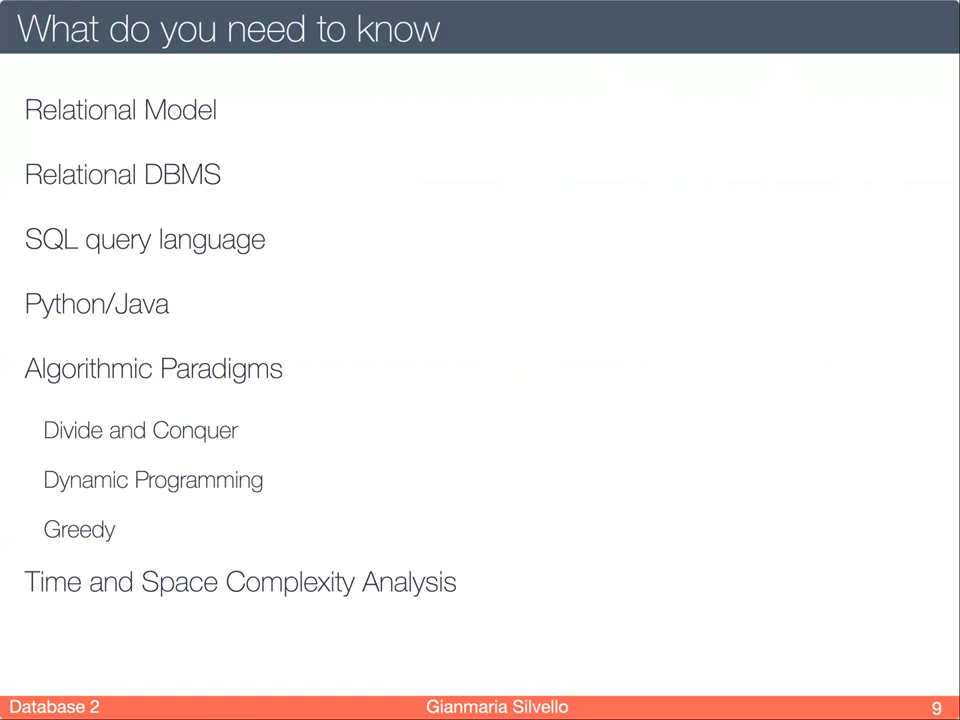 What do you need to know
Relational Model
Relational DBMS
SQL query language
Python/Java
Algorithmic Paradigms
Divide and Conquer
Dynamic Programming
Greedy
Time and Space Complexity Analysis
Database 2 Gianmaria Silvello 9